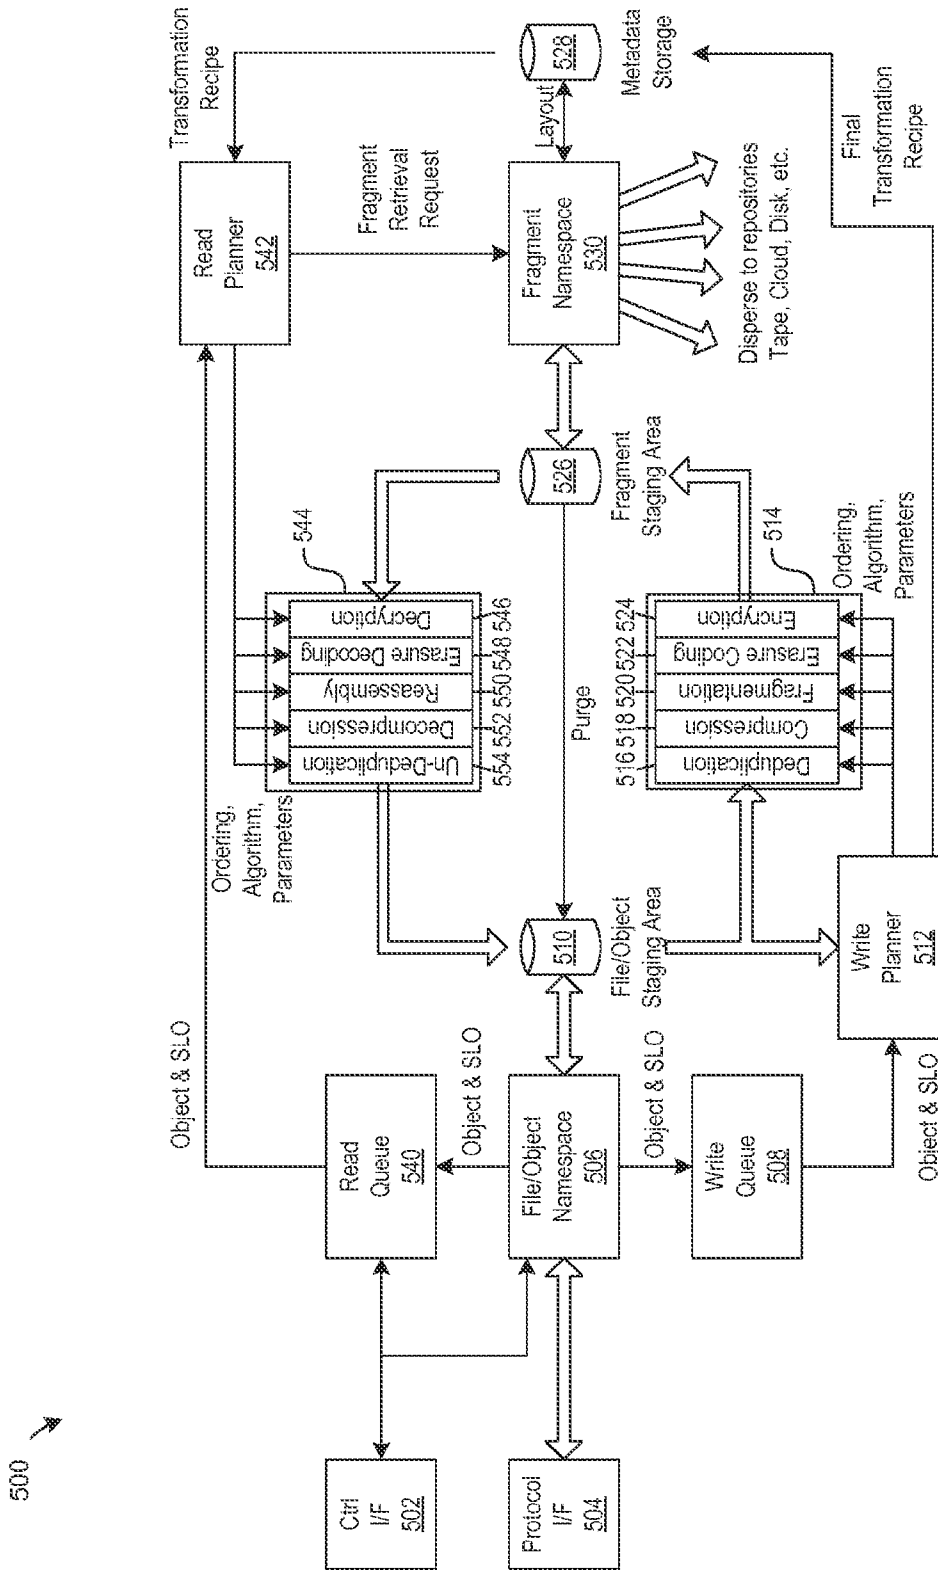 500
Ctrl
I/F
502
Protocol
I/F
504
Read
Queue
540
File/Object
Namespace
506
Write
Queue
508
Object & SLO
Object & SLO
Object & SLO
Object & SLO
510
File/Object
Staging Area
Write
Planner
512
Ordering,
Algorithm,
Parameters
544
Un-Deduplication
Decompression
Reassembly
Erasure Decoding
Decryption
554
552
550
548
546
Purge
516
518
520
522
524
Deduplication
Compression
Fragmentation
Erasure Coding
Encryption
514
Ordering,
Algorithm,
Parameters
526
Fragment
Staging Area
Read
Planner
542
Fragment
Retrieval
Request
Fragment
Namespace
530
Disperse to repositories
Tape, Cloud, Disk, etc.
Transformation
Recipe
Layout
528
Metadata
Storage
Final
Transformation
Recipe